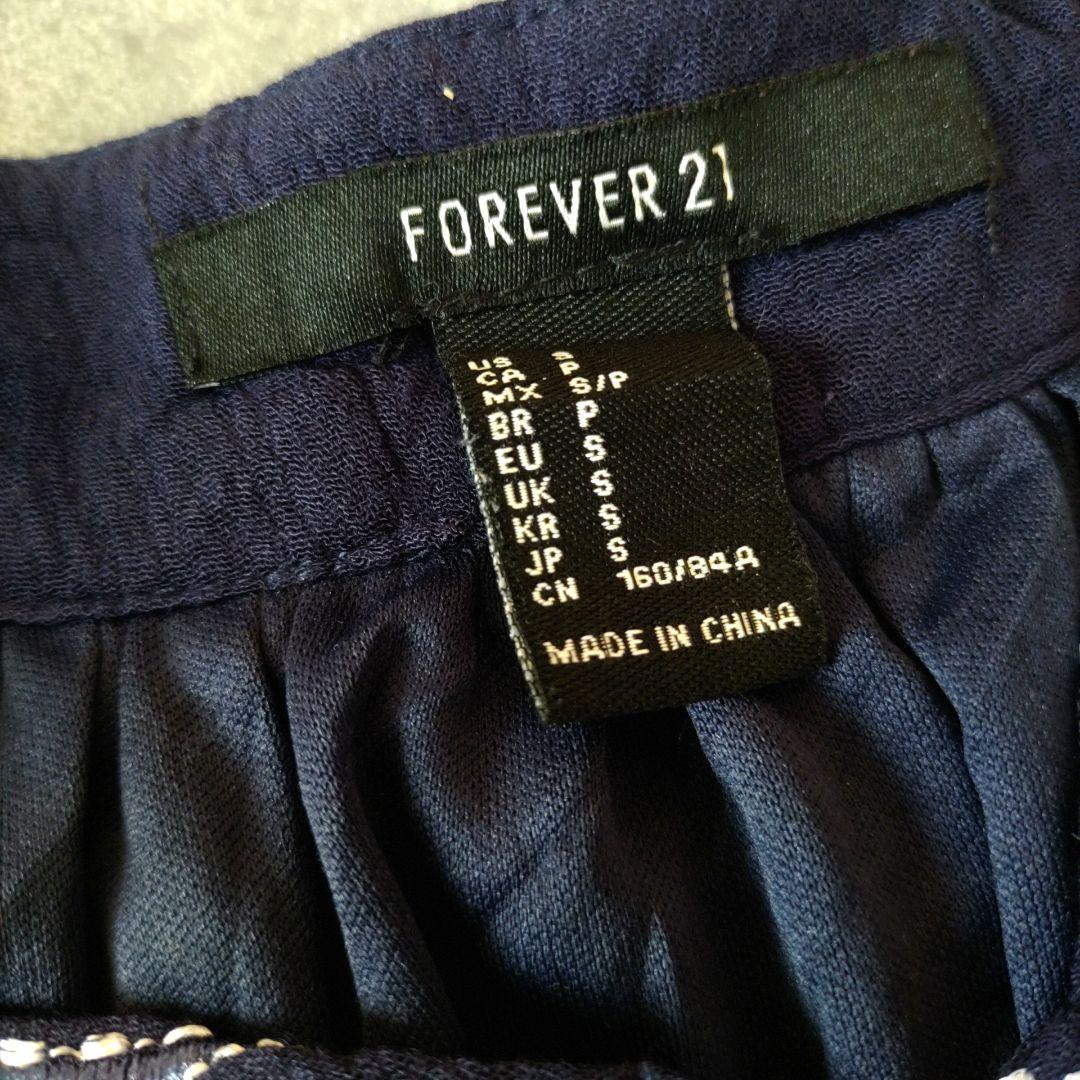 FOREVER 21
US S
CA P
MX S/P
BR P
EU S
UK S
KR S
JP S
CN 160/84A
MADE IN CHINA